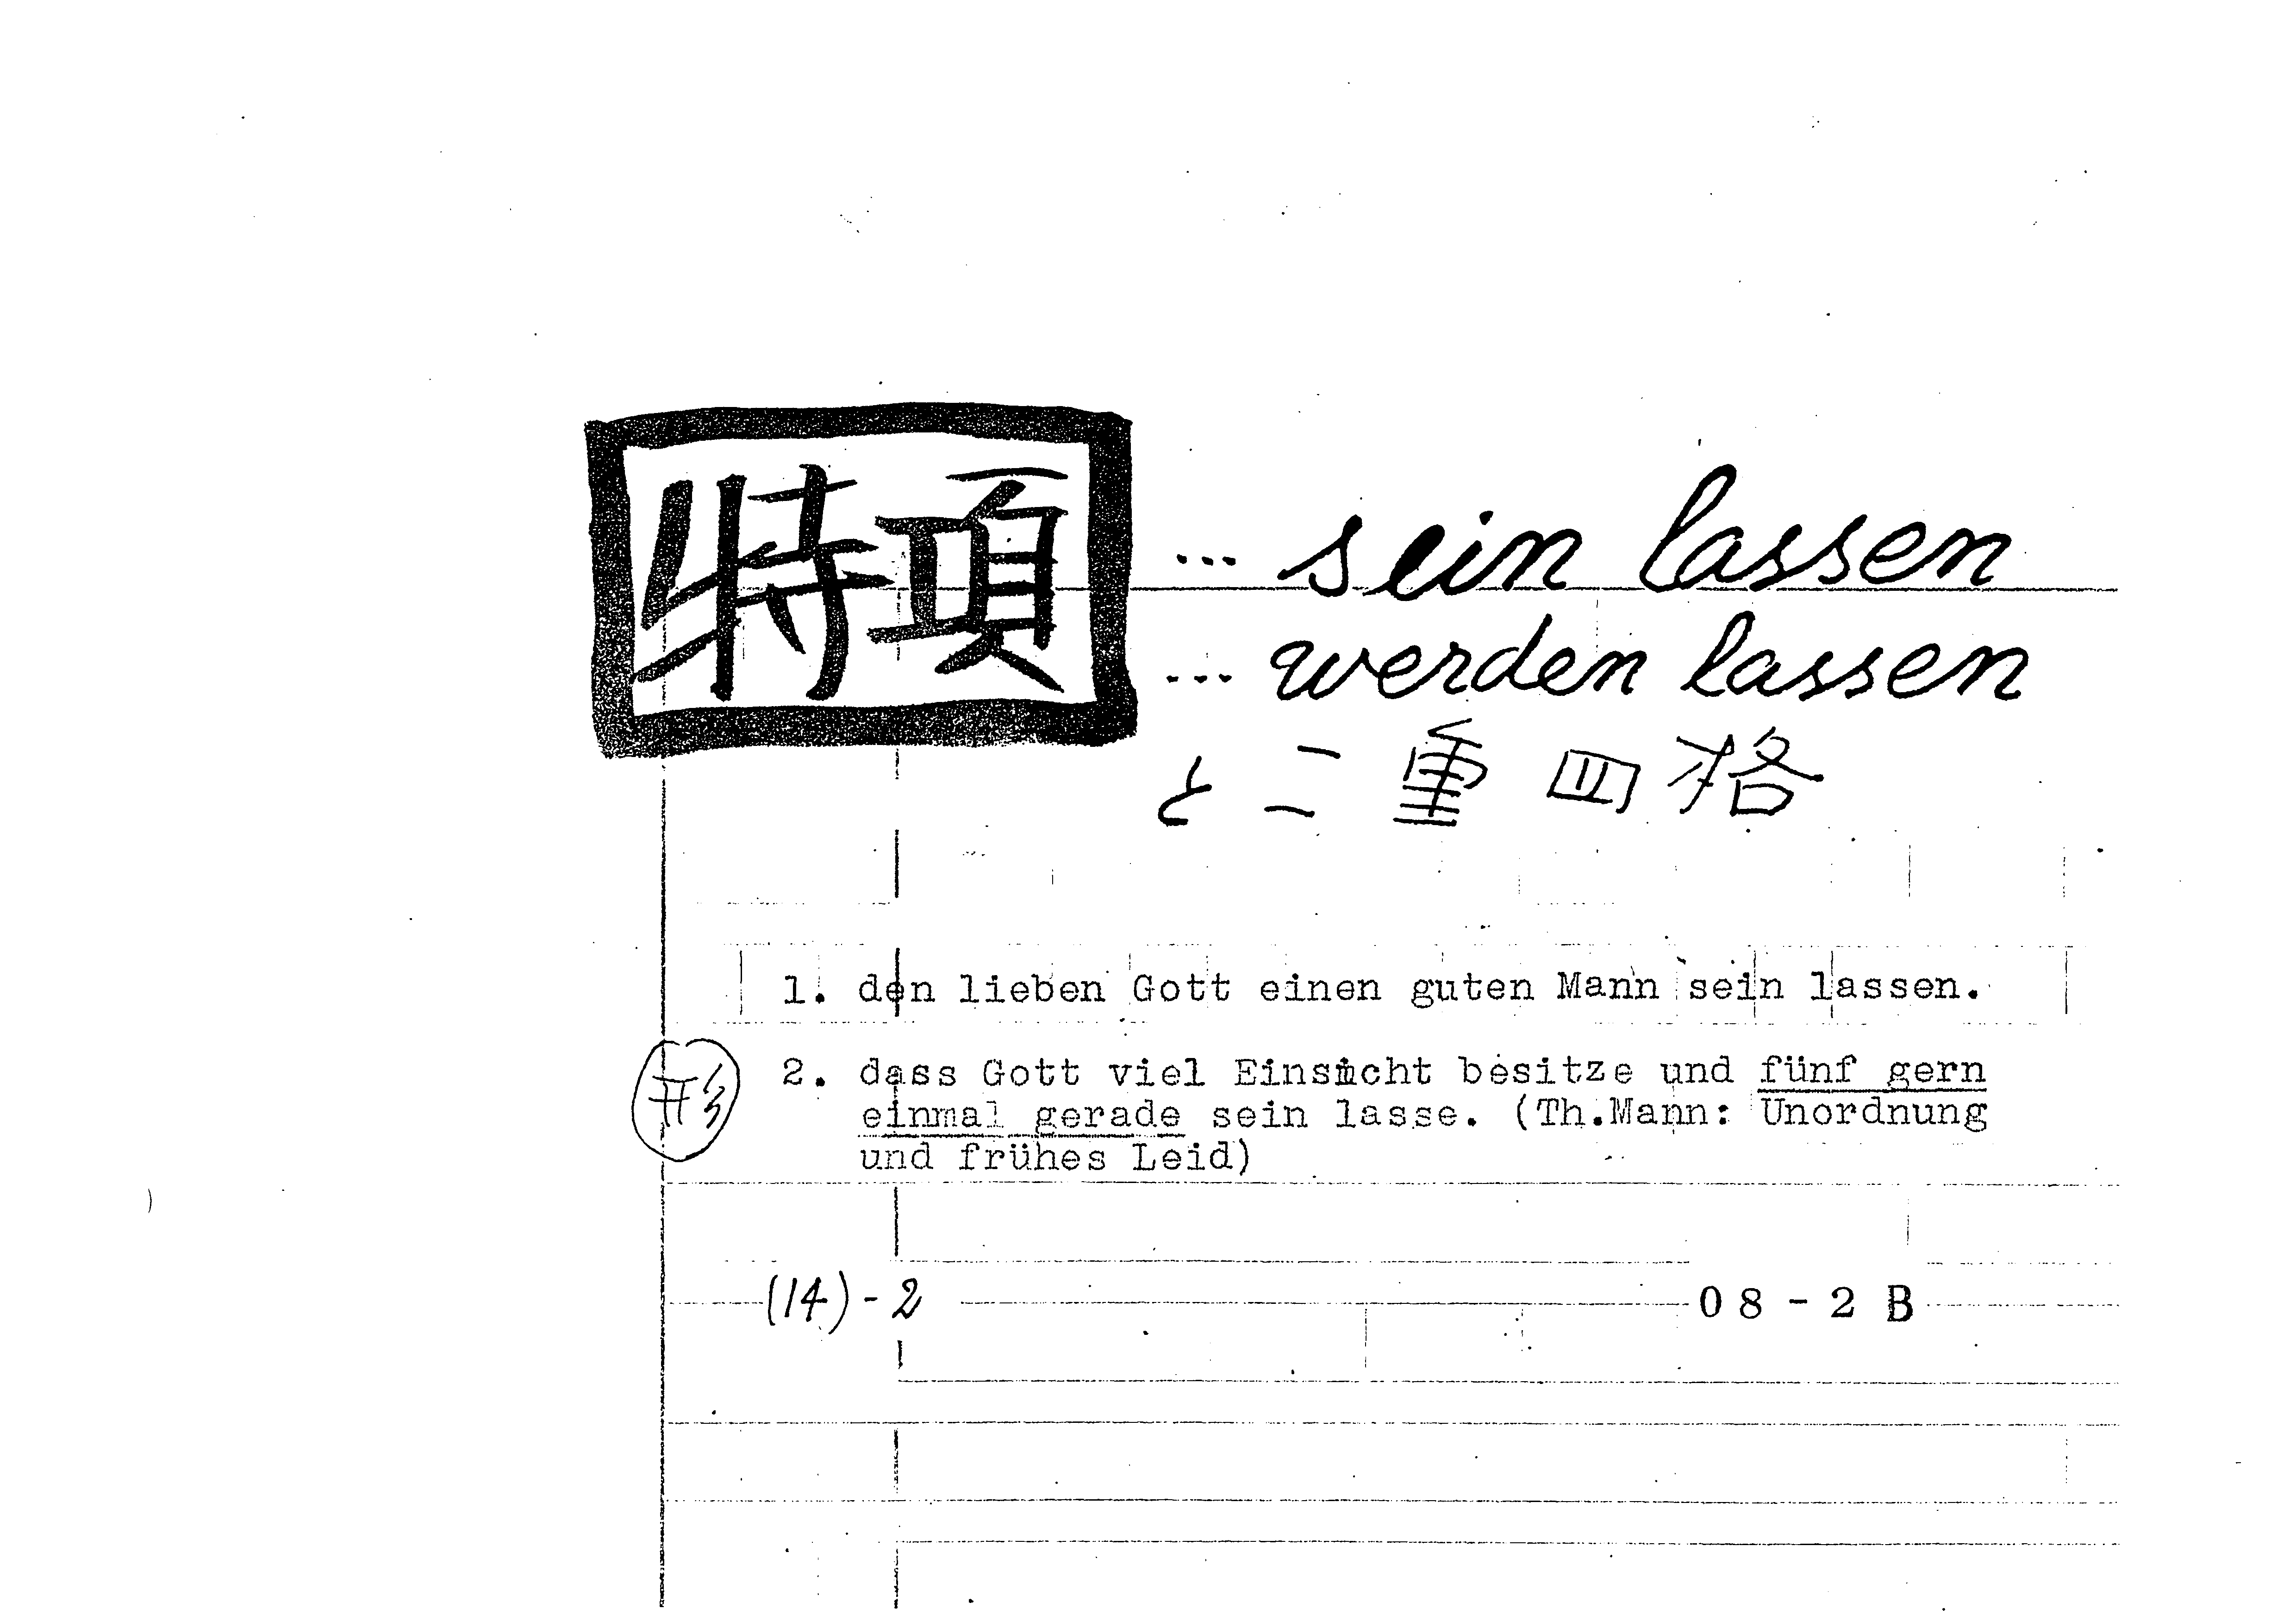 特項 ... sein lassen
... werden lassen
と二重四格
1. den lieben Gott einen guten Mann sein lassen.
2. dass Gott viel Einsicht besitze und fünf gern
einmal gerade sein lasse. (Th.Mann: Unordnung
und frühes Leid)
(14)-2 08-2 B